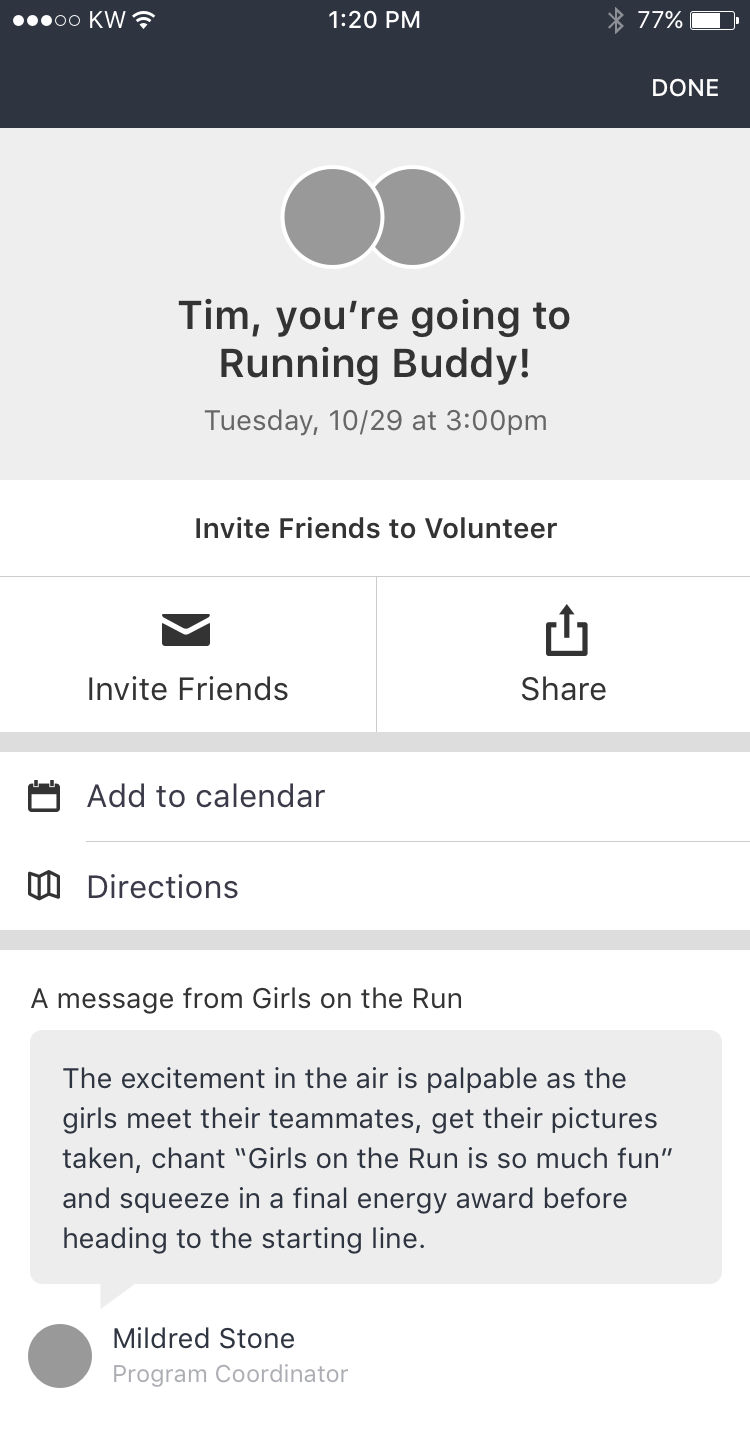 KW 1:20 PM 77%
DONE
Tim, you’re going to
Running Buddy!
Tuesday, 10/29 at 3:00pm
Invite Friends to Volunteer
Invite Friends Share
Add to calendar
Directions
A message from Girls on the Run
The excitement in the air is palpable as the
girls meet their teammates, get their pictures
taken, chant “Girls on the Run is so much fun”
and squeeze in a final energy award before
heading to the starting line.
Mildred Stone
Program Coordinator